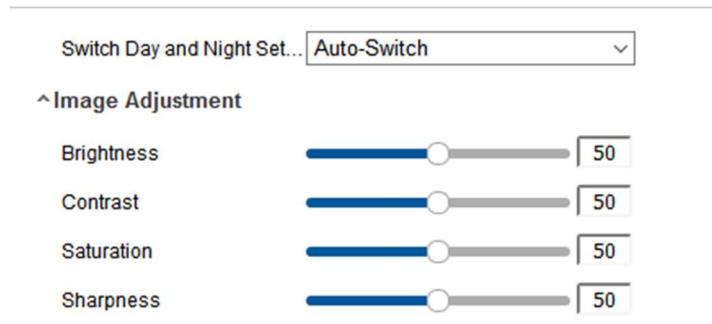 Switch Day and Night Set... Auto-Switch
Image Adjustment
Brightness 50
Contrast 50
Saturation 50
Sharpness 50